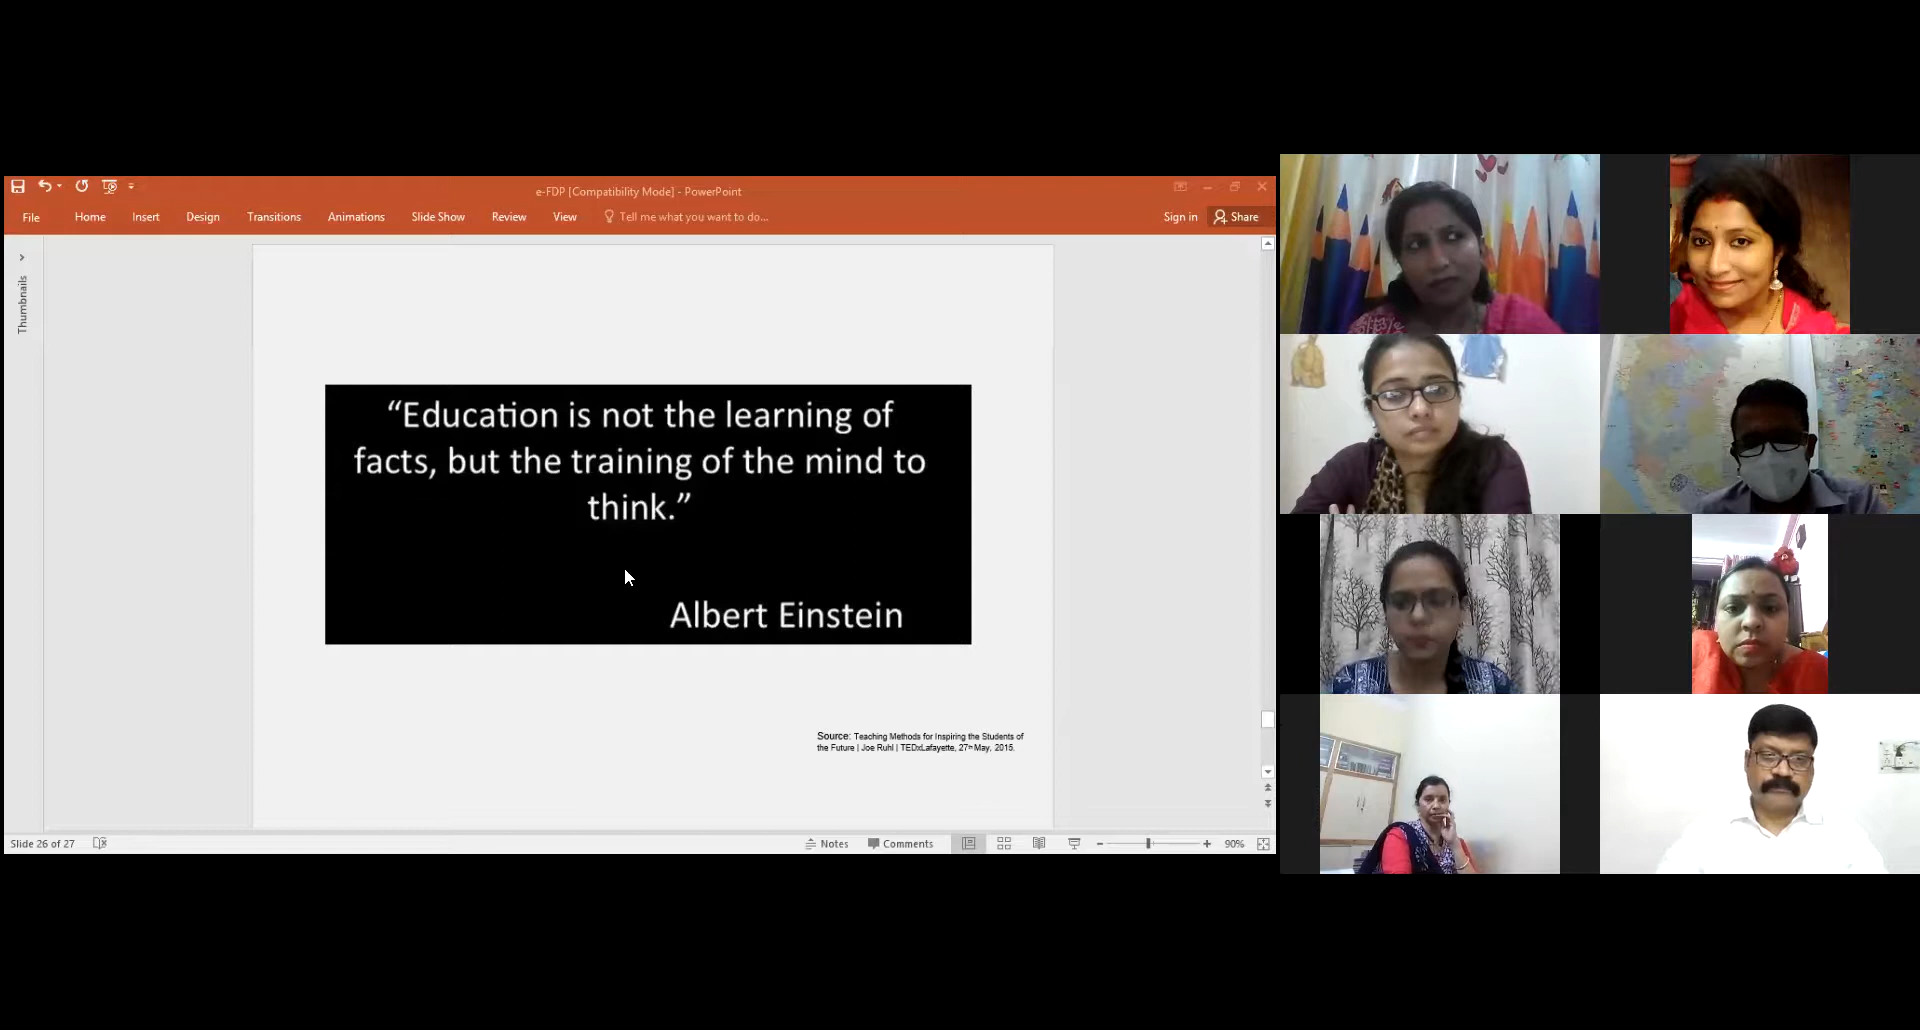 e-FDP [Compatibility Mode] - PowerPoint
File Home Insert Design Transitions Animations Slide Show Review View Tell me what you want to do... Sign in Share
Thumbnails
“Education is not the learning of
facts, but the training of the mind to
think.”
Albert Einstein
Source: Teaching Methods for Inspiring the Students of
the Future | Joe Ruhl | TEDxLafayette, 27th May, 2015.
Slide 26 of 27 Notes Comments 90%